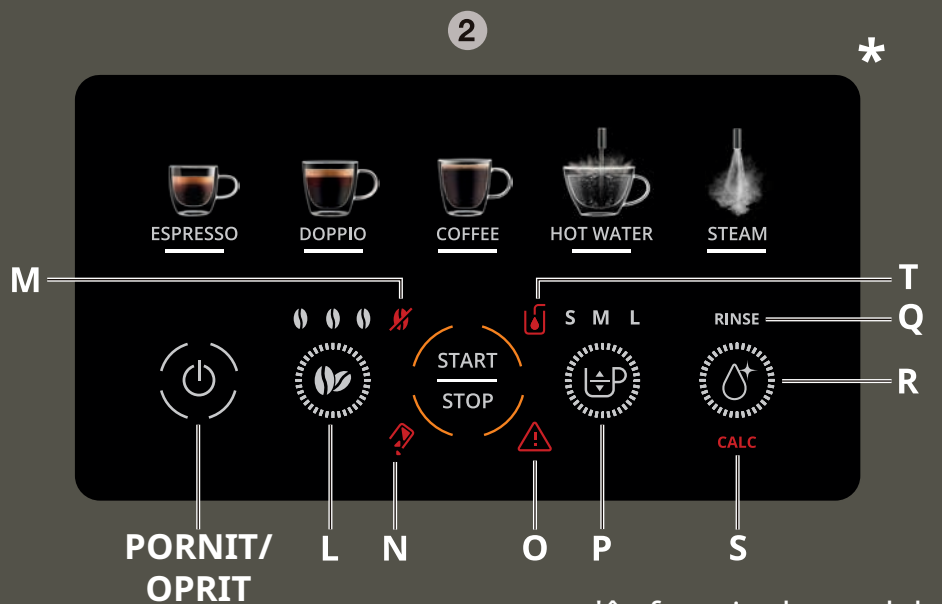 2
*
ESPRESSO DOPPIO COFFEE HOT WATER STEAM
M T
S M L RINSE Q
START
STOP
R
CALC
PORNIT/
OPRIT
L N O P S